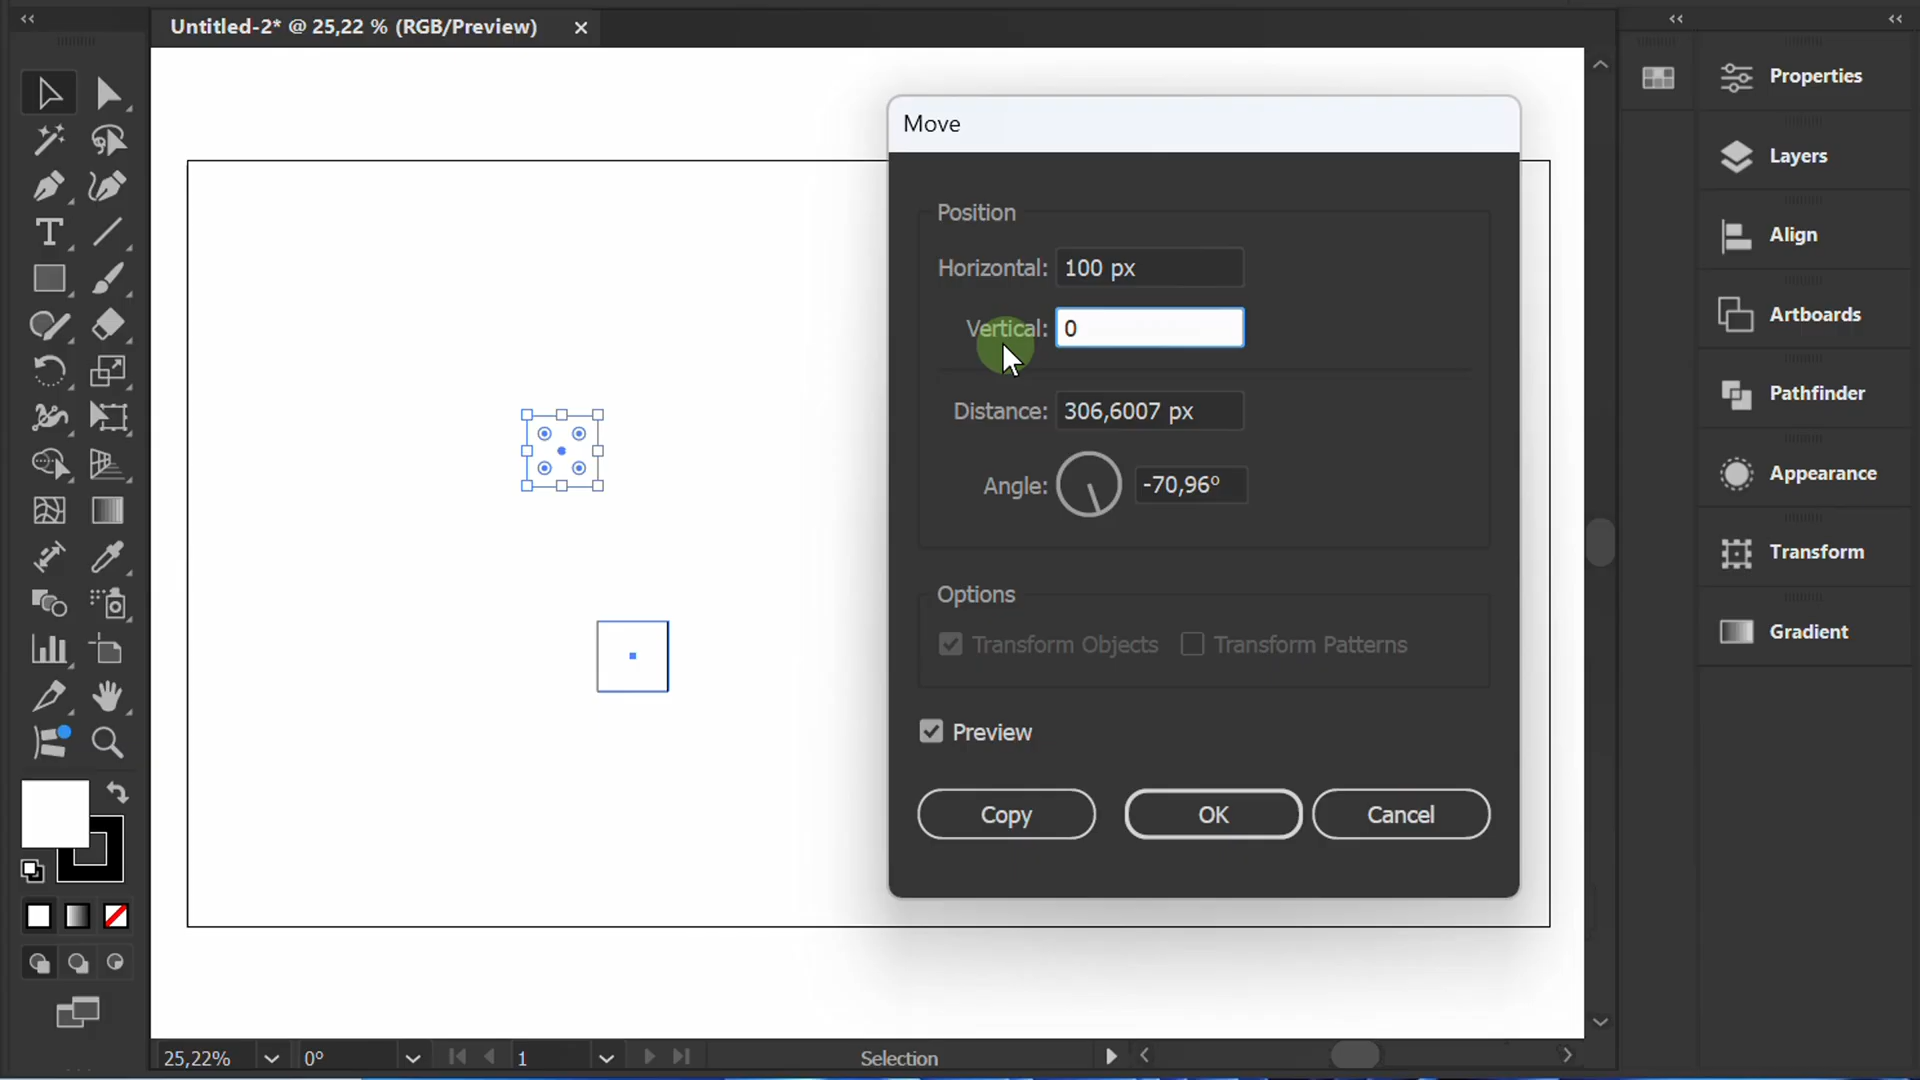 Untitled-2* @ 25,22 % (RGB/Preview)
Properties
Layers
Align
Artboards
Pathfinder
Appearance
Transform
Gradient
Move
Position
Horizontal: 100 px
Vertical: 0
Distance: 306,6007 px
Angle: -70,96°
Options
Transform Objects Transform Patterns
Preview
Copy OK Cancel
25,22% 0° 1 Selection